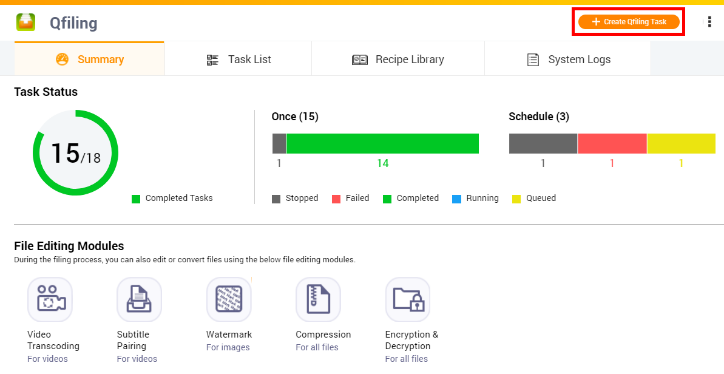 Qfiling
Create Qfiling Task
Summary
Task List
Recipe Library
System Logs
Task Status
15/18
Completed Tasks
Once (15)
1
14
Schedule (3)
1
1
1
Stopped
Failed
Completed
Running
Queued
File Editing Modules
During the filing process, you can also edit or convert files using the below file editing modules.
Video
Transcoding
For videos
Subtitle
Pairing
For videos
Watermark
For images
Compression
For all files
Encryption &
Decryption
For all files